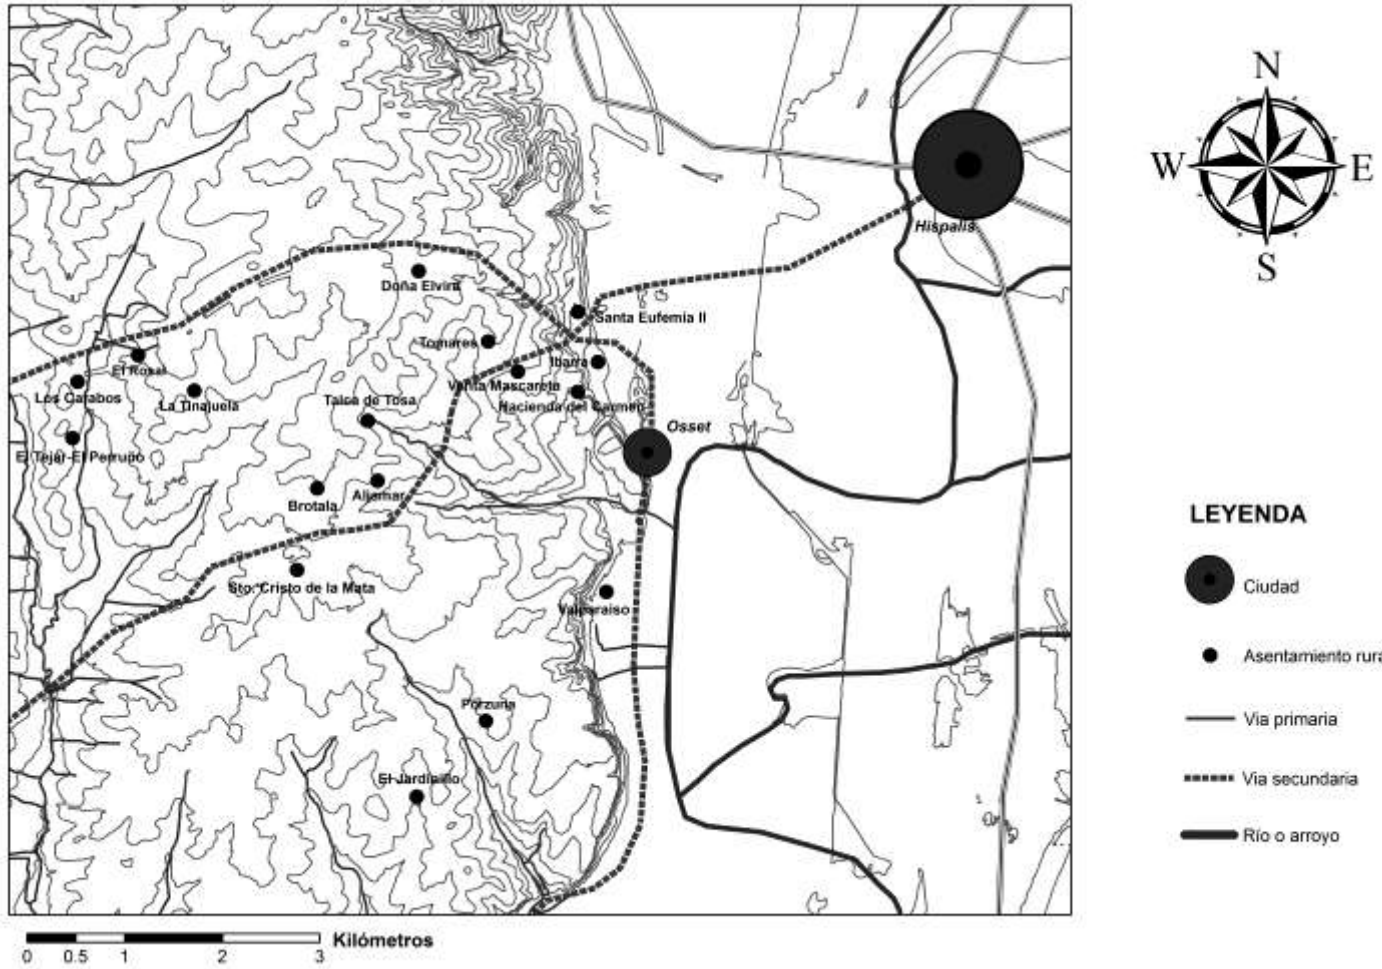 N
W
E
S
Hispalis
Doña Elvira
Santa Eufemia II
Tomares
Ibarra
El Rosal
Venta Mascareta
Los Carabos
La Tinajuela
Talca de Tosa
Hacienda del Carmen
Osset
El Tejar-El Perrupo
Aljamar
Brotala
Sto. Cristo de la Mata
Valparaiso
Porzuna
El Jardinillo
LEYENDA
Ciudad
Asentamiento rura
Via primaria
Via secundaria
Río o arroyo
Kilómetros
0 0.5 1 2 3